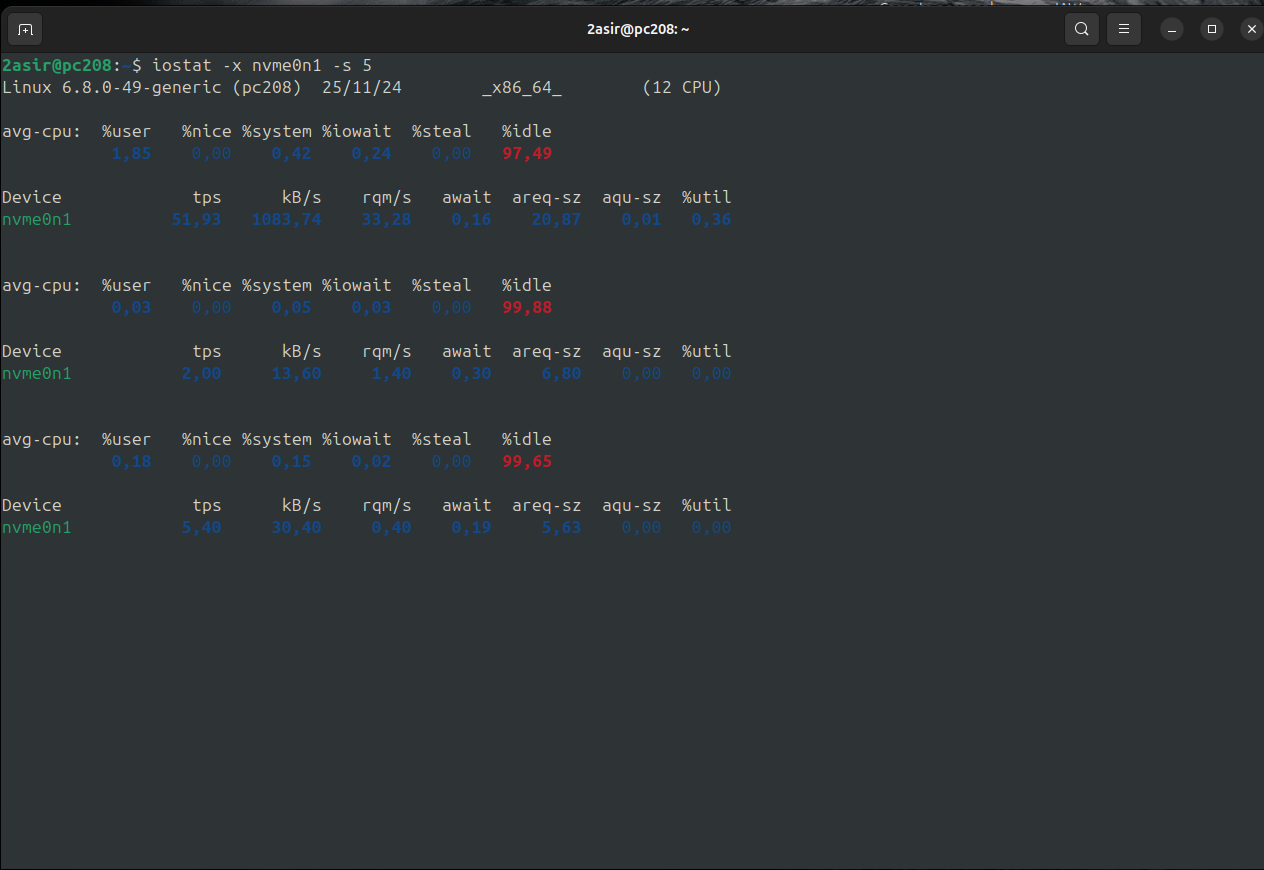 2asir@pc208: ~
2asir@pc208:~$ iostat -x nvme0n1 -s 5
Linux 6.8.0-49-generic (pc208)  25/11/24        _x86_64_        (12 CPU)
avg-cpu:  %user   %nice %system %iowait  %steal   %idle
           1,85    0,00    0,42    0,24    0,00   97,49
Device             tps      kB/s    rqm/s   await  areq-sz  aqu-sz  %util
nvme0n1          51,93   1083,74    33,28    0,16    20,87    0,01   0,36
avg-cpu:  %user   %nice %system %iowait  %steal   %idle
           0,03    0,00    0,05    0,03    0,00   99,88
Device             tps      kB/s    rqm/s   await  areq-sz  aqu-sz  %util
nvme0n1           2,00     13,60     1,40    0,30     6,80    0,00   0,00
avg-cpu:  %user   %nice %system %iowait  %steal   %idle
           0,18    0,00    0,15    0,02    0,00   99,65
Device             tps      kB/s    rqm/s   await  areq-sz  aqu-sz  %util
nvme0n1           5,40     30,40     0,40    0,19     5,63    0,00   0,00